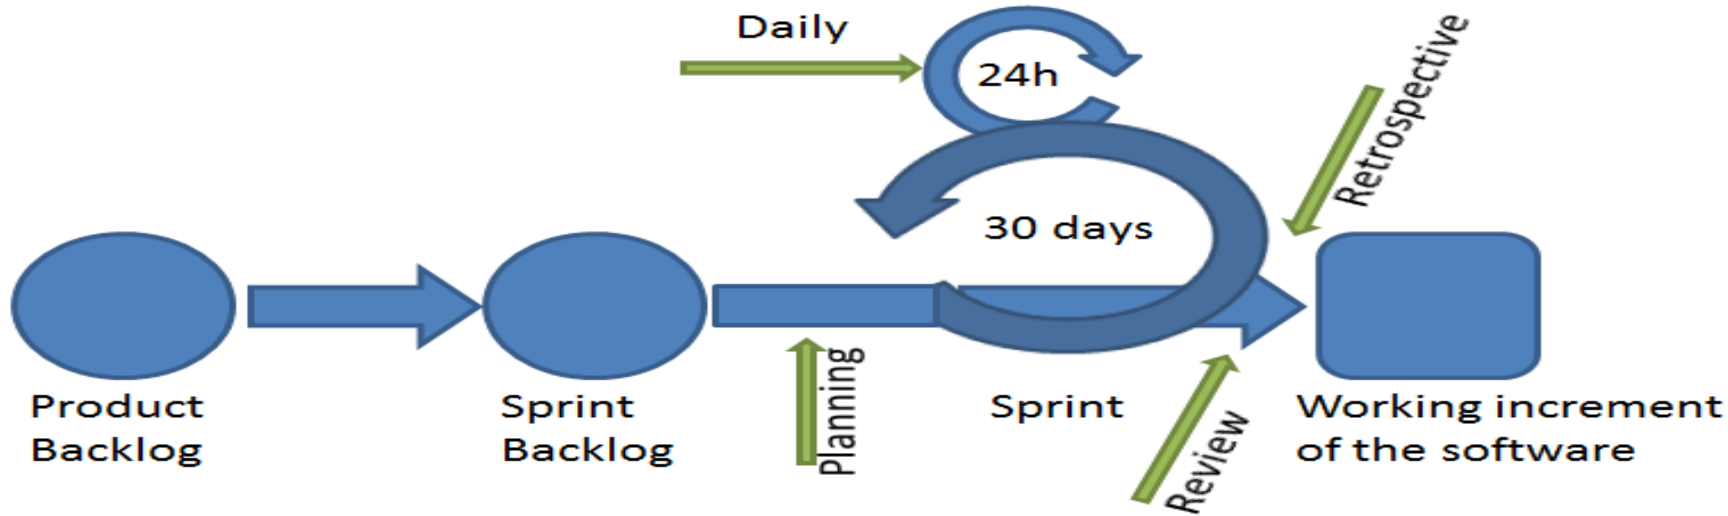 Daily
24h
Retrospective
30 days
Product
Backlog
Sprint
Backlog
Planning
Sprint
Review
Working increment
of the software